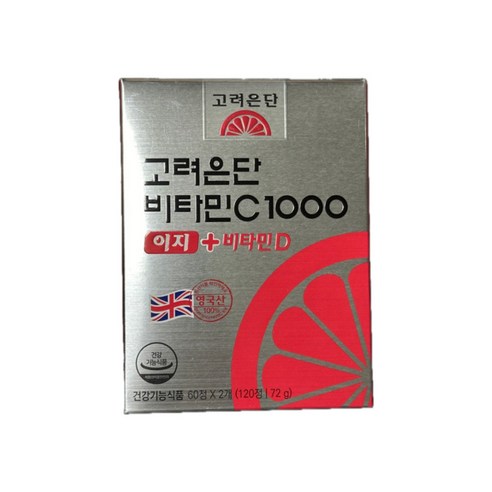 고려은단
고려은단
비타민C1000
이지 + 비타민D
영국산
100%
건강
기능식품
건강기능식품 60정 X 2개 (120정 | 72 g)